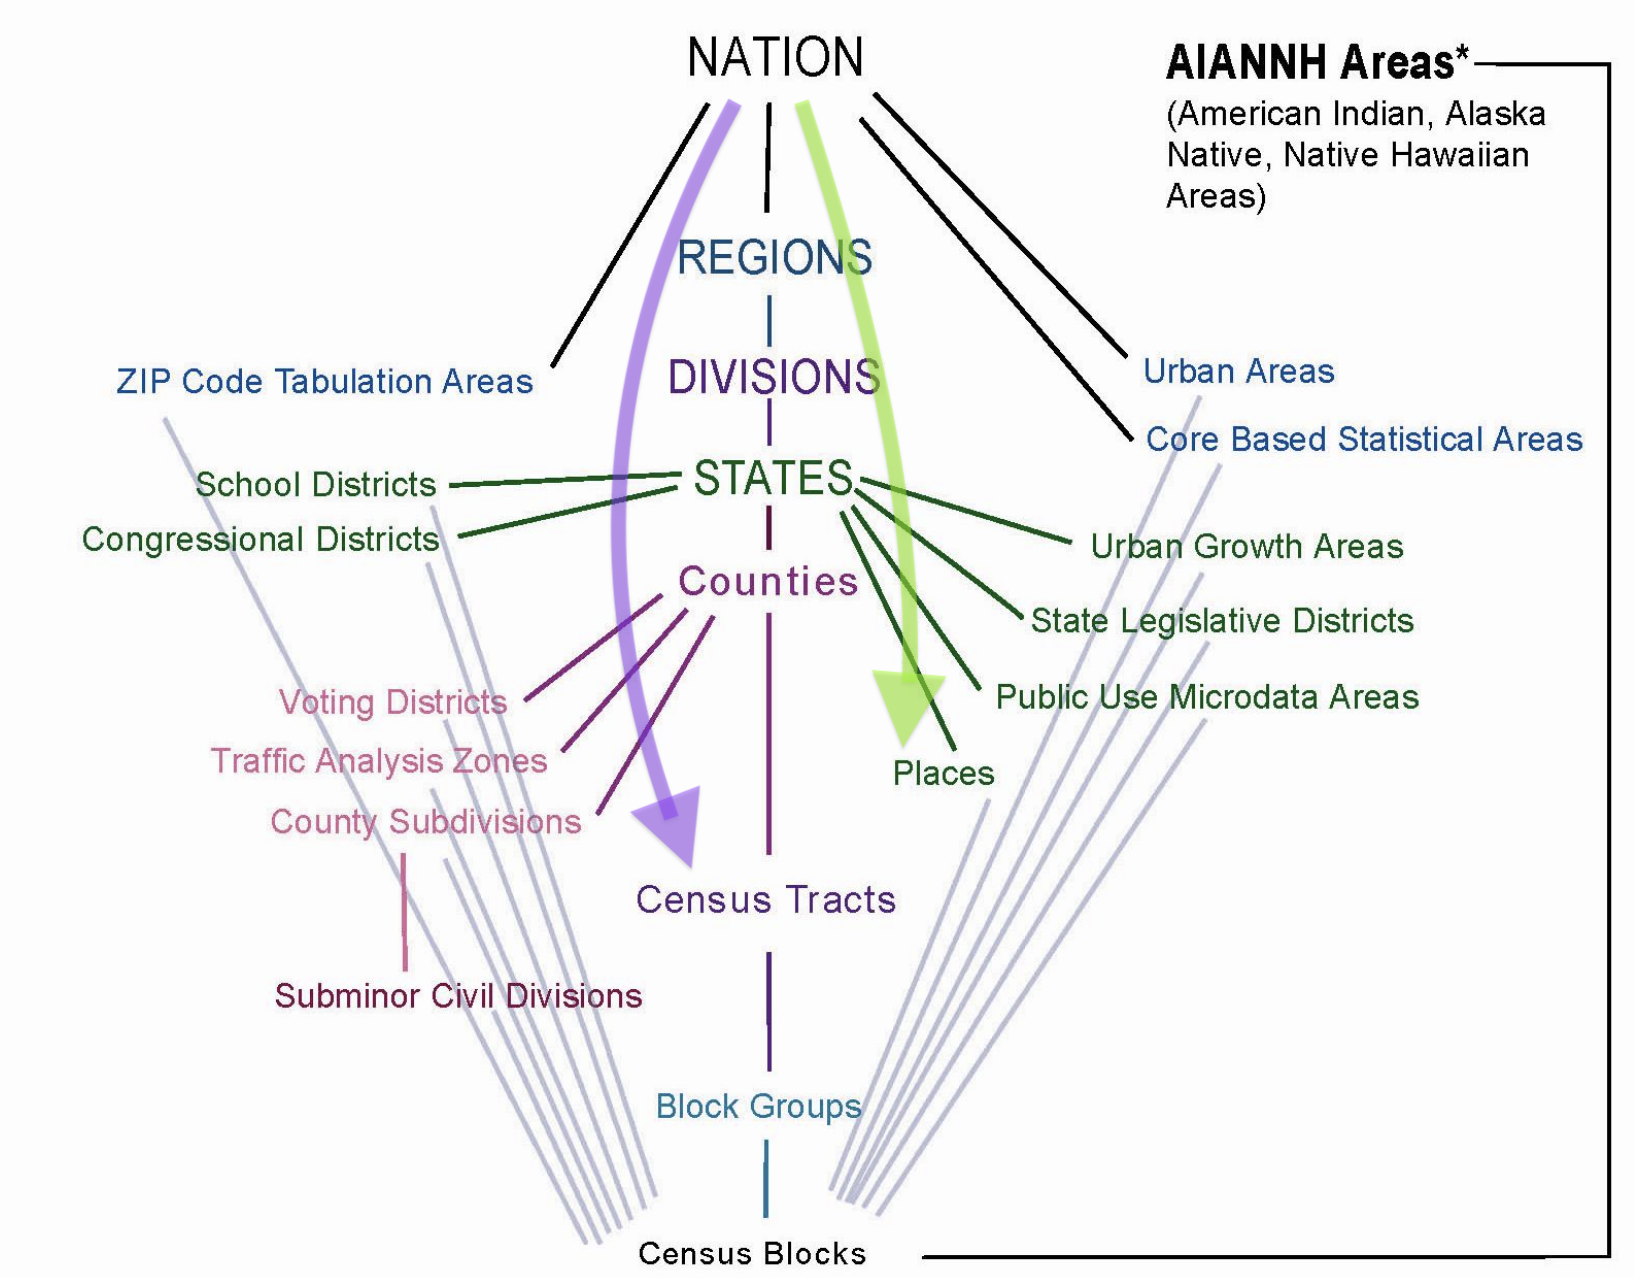 NATION
AIANNH Areas*
(American Indian, Alaska
Native, Native Hawaiian
Areas)
REGIONS
ZIP Code Tabulation Areas
DIVISIONS
Urban Areas
Core Based Statistical Areas
School Districts
STATES
Congressional Districts
Urban Growth Areas
Counties
State Legislative Districts
Voting Districts
Public Use Microdata Areas
Traffic Analysis Zones
Places
County Subdivisions
Census Tracts
Subminor Civil Divisions
Block Groups
Census Blocks